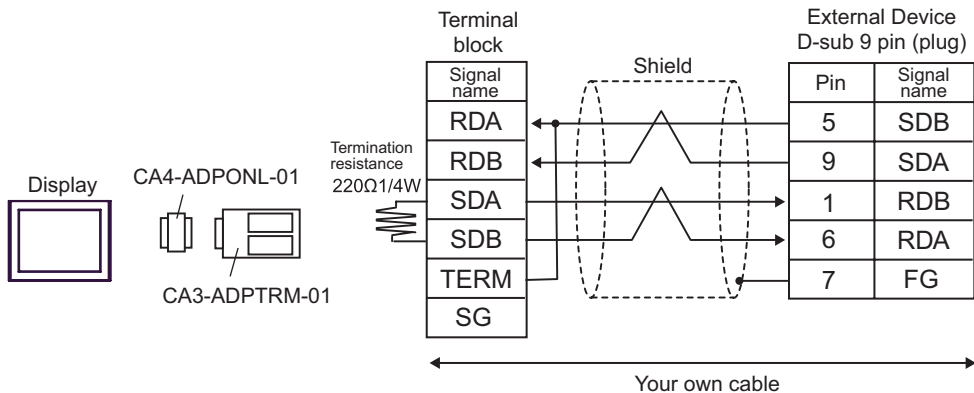 Terminal
block
External Device
D-sub 9 pin (plug)
Signal
name
Shield
Pin
Signal
name
RDA
5
SDB
RDB
9
SDA
Termination
resistance
220Ω1/4W
Display
CA4-ADPONL-01
SDA
1
RDB
SDB
6
RDA
CA3-ADPTRM-01
TERM
7
FG
SG
Your own cable